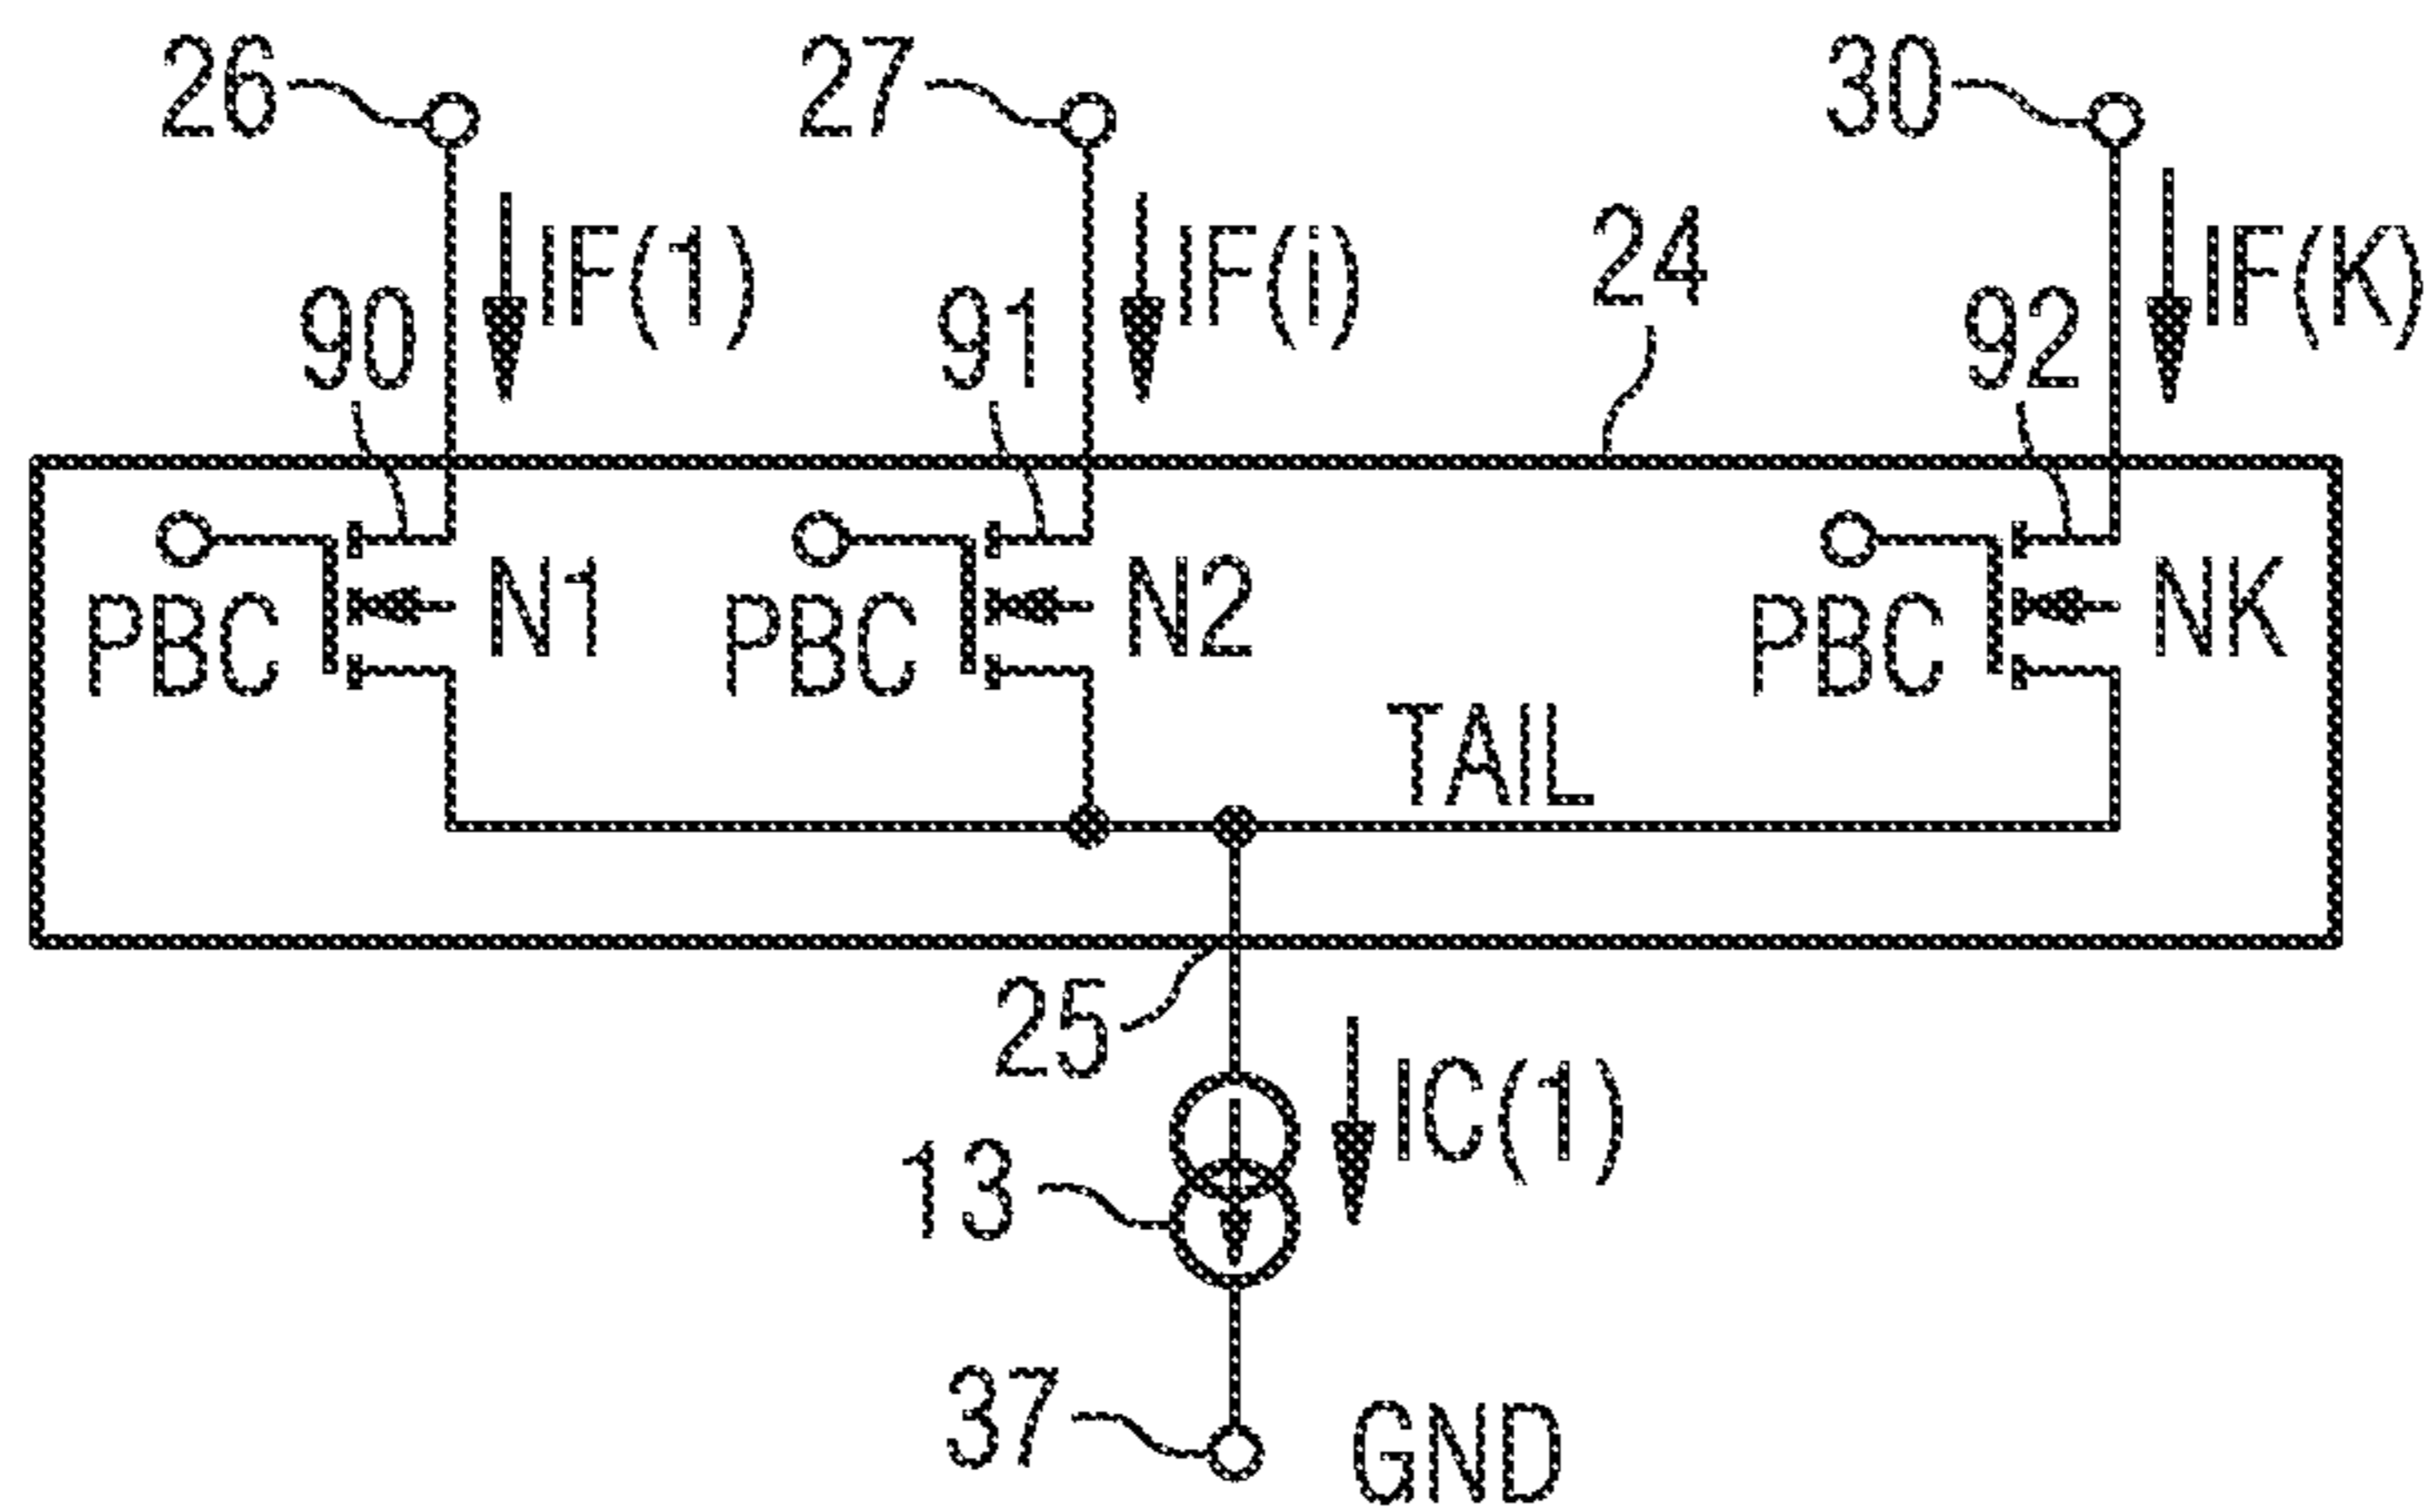 26 27 30
IF(1) IF(i) 24 IF(K)
90 91 92
N1 N2 NK
PBC PBC PBC
TAIL
25
IC(1)
13
37
GND